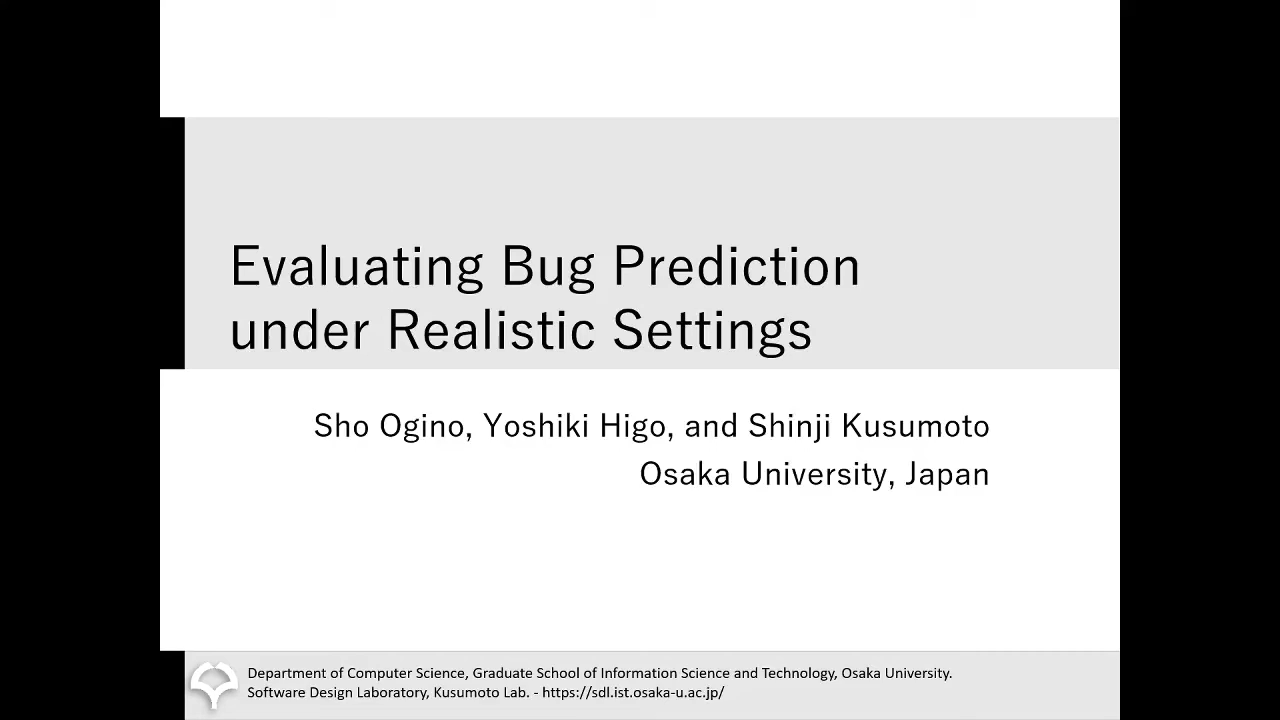 Evaluating Bug Prediction
under Realistic Settings
Sho Ogino, Yoshiki Higo, and Shinji Kusumoto
Osaka University, Japan
Department of Computer Science, Graduate School of Information Science and Technology, Osaka University.
Software Design Laboratory, Kusumoto Lab. - https://sdl.ist.osaka-u.ac.jp/